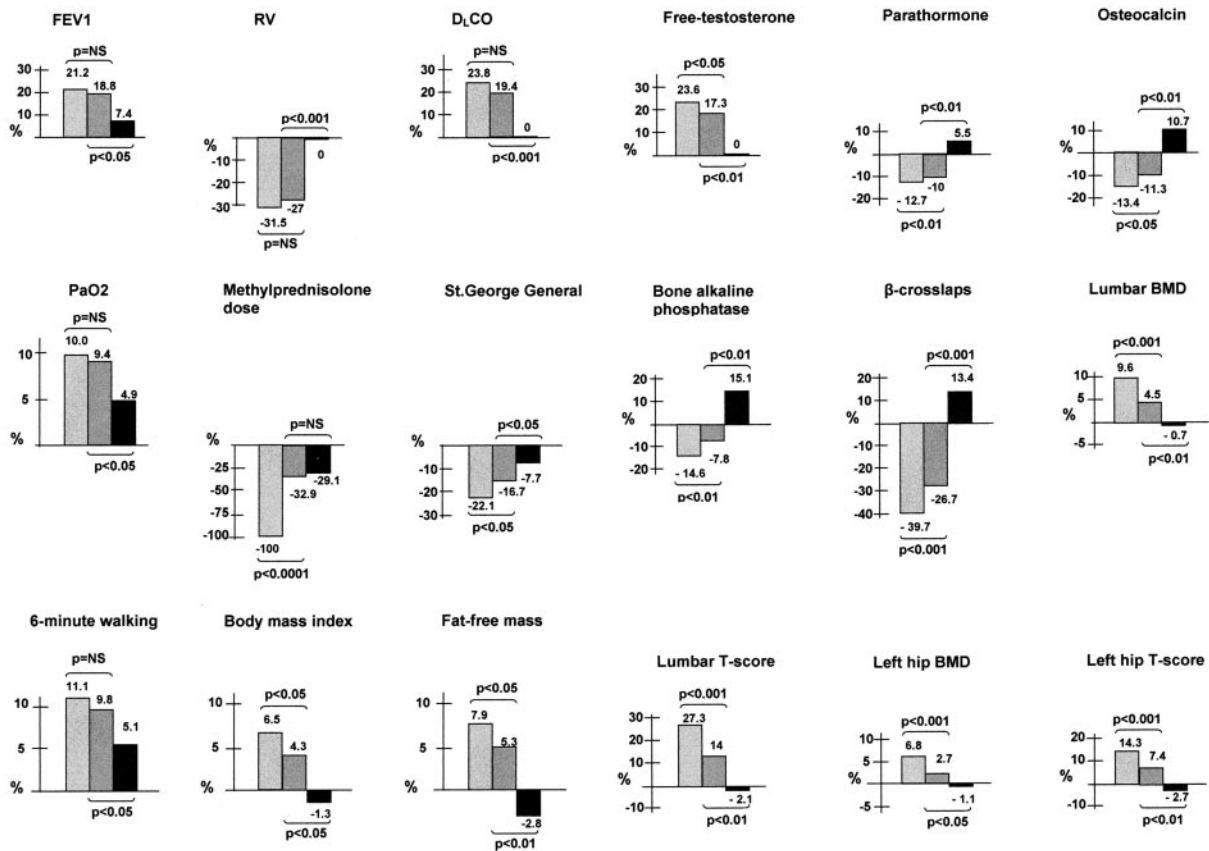 FEV1
p=NS
30
21.2
20
18.8
10
7.4
%
p<0.05
RV
p<0.001
%
0
-10
-20
-30
-27
-31.5
p=NS
DLCO
p=NS
30
23.8
20
19.4
10
0
%
p<0.001
Free-testosterone
p<0.05
30
23.6
20
17.3
10
0
%
p<0.01
Parathormone
p<0.01
10
5.5
%
-10
-10
-20
- 12.7
p<0.01
Osteocalcin
p<0.01
10
10.7
%
-10
-11.3
-20
-13.4
p<0.05
PaO2
p=NS
10
10.0
9.4
5
4.9
%
p<0.05
Methylprednisolone
dose
p=NS
%
-25
-29.1
-50
-32.9
-75
-100
-100
p<0.0001
St.George General
p<0.05
%
-10
-7.7
-20
-16.7
-30
-22.1
p<0.05
Bone alkaline
phosphatase
p<0.01
20
15.1
10
%
-10
-7.8
-20
- 14.6
p<0.01
β-crosslaps
p<0.001
20
13.4
10
%
-10
-20
-30
-26.7
-40
- 39.7
p<0.001
Lumbar BMD
p<0.001
10
9.6
5
4.5
%
-5
- 0.7
p<0.01
6-minute walking
p=NS
10
11.1
9.8
5
5.1
%
p<0.05
Body mass index
p<0.05
10
6.5
5
4.3
%
-1.3
p<0.05
Fat-free mass
p<0.05
10
7.9
5
5.3
%
-2.8
p<0.01
Lumbar T-score
p<0.001
30
27.3
20
14
10
%
-10
- 2.1
p<0.01
Left hip BMD
p<0.001
10
6.8
5
2.7
%
-5
- 1.1
p<0.05
Left hip T-score
p<0.001
20
14.3
10
7.4
%
-10
- 2.7
p<0.01